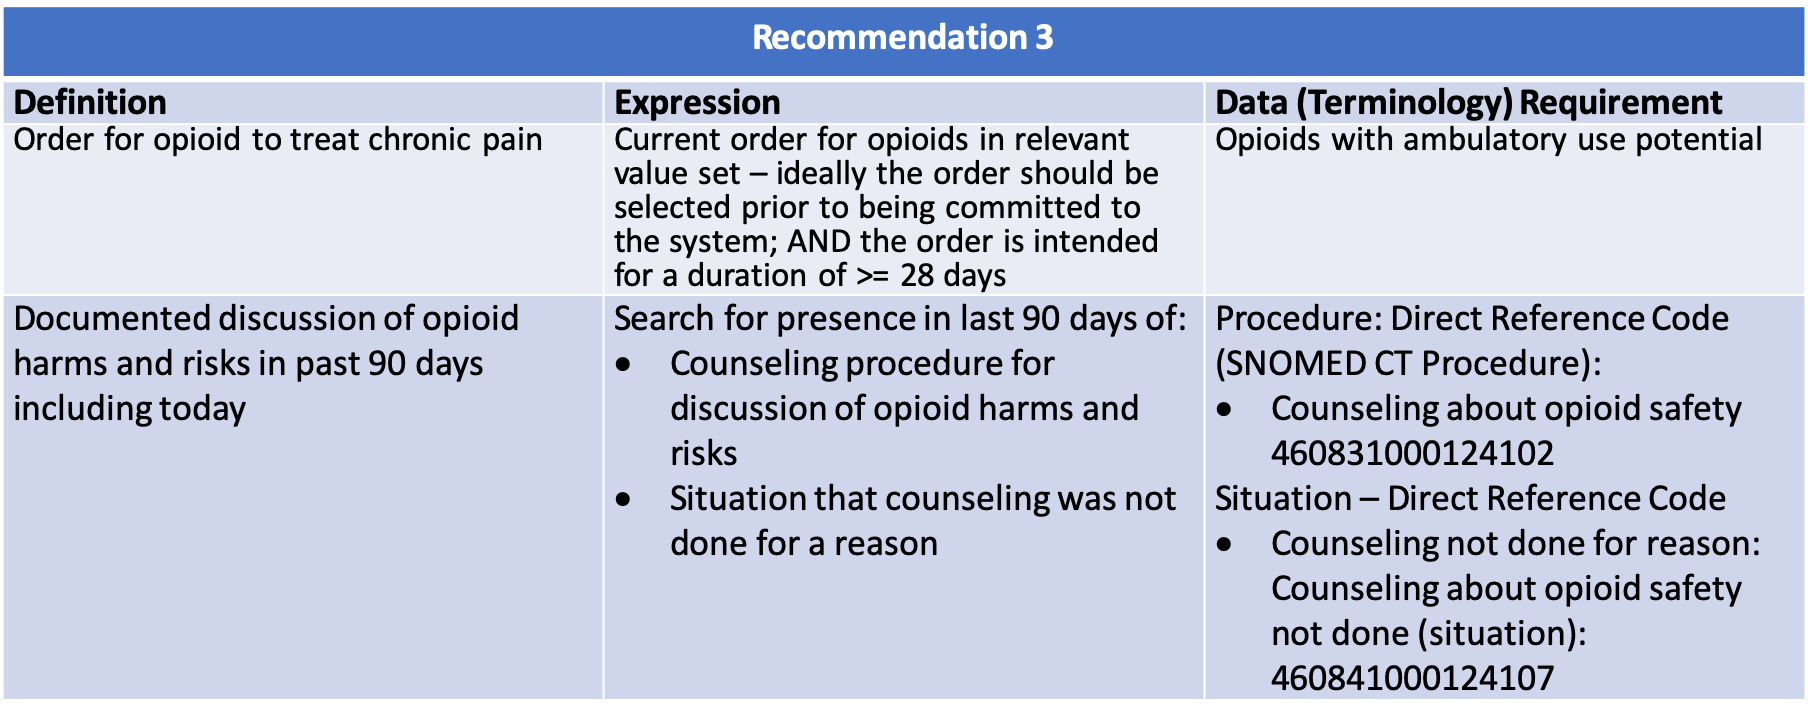 Recommendation 3
Definition
Expression
Data (Terminology) Requirement
Order for opioid to treat chronic pain
Current order for opioids in relevant
value set – ideally the order should be
selected prior to being committed to
the system; AND the order is intended
for a duration of >= 28 days
Opioids with ambulatory use potential
Documented discussion of opioid
harms and risks in past 90 days
including today
Search for presence in last 90 days of:
• Counseling procedure for
discussion of opioid harms and
risks
• Situation that counseling was not
done for a reason
Procedure: Direct Reference Code
(SNOMED CT Procedure):
• Counseling about opioid safety
460831000124102
Situation – Direct Reference Code
• Counseling not done for reason:
Counseling about opioid safety
not done (situation):
460841000124107